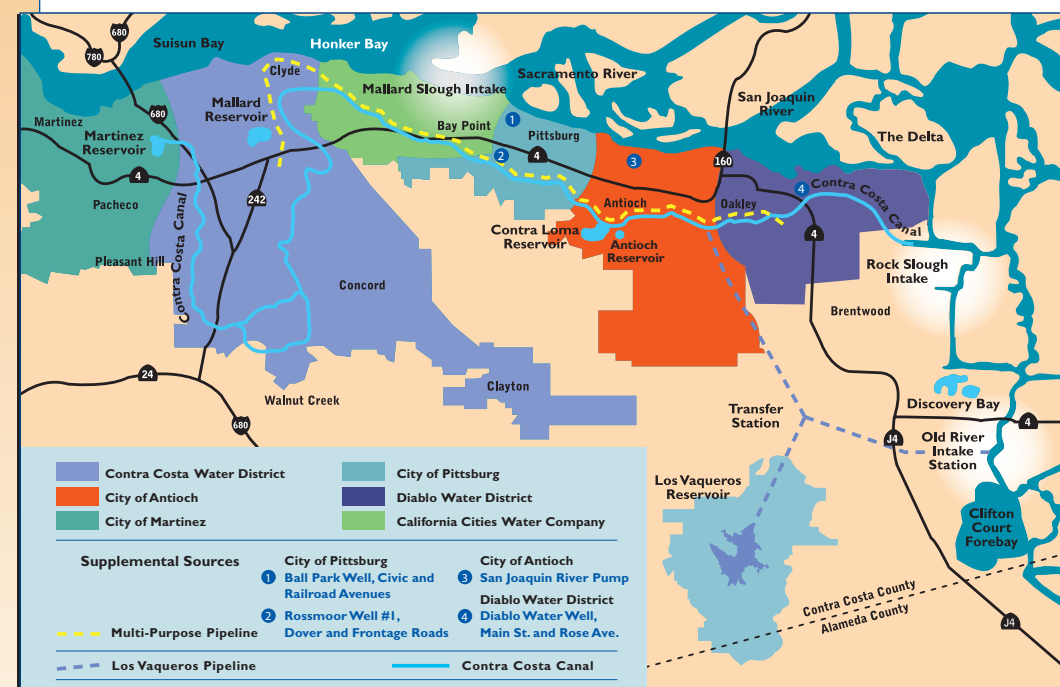 680
780
Suisun Bay
Honker Bay
Clyde
Mallard Slough Intake
Sacramento River
San Joaquin
River
The Delta
Martinez
680
Martinez
Reservoir
Mallard
Reservoir
Bay Point
1
Pittsburg
2
4
3
160
4
Contra Costa
Canal
4
Pacheco
242
Contra Costa Canal
Antioch
Oakley
Contra Loma
Reservoir
Antioch
Reservoir
4
Rock Slough
Intake
Pleasant Hill
Concord
Brentwood
24
Walnut Creek
Clayton
680
Transfer
Station
Discovery Bay
4
J4
Old River
Intake
Station
Los Vaqueros
Reservoir
Clifton
Court
Forebay
Contra Costa County
Alameda County
J4
Contra Costa Water District
City of Antioch
City of Martinez
City of Pittsburg
Diablo Water District
California Cities Water Company
Supplemental Sources
City of Pittsburg
1 Ball Park Well, Civic and
Railroad Avenues
2 Rossmoor Well #1,
Dover and Frontage Roads
City of Antioch
3 San Joaquin River Pump
Diablo Water District
4 Diablo Water Well,
Main St. and Rose Ave.
Multi-Purpose Pipeline
Los Vaqueros Pipeline
Contra Costa Canal